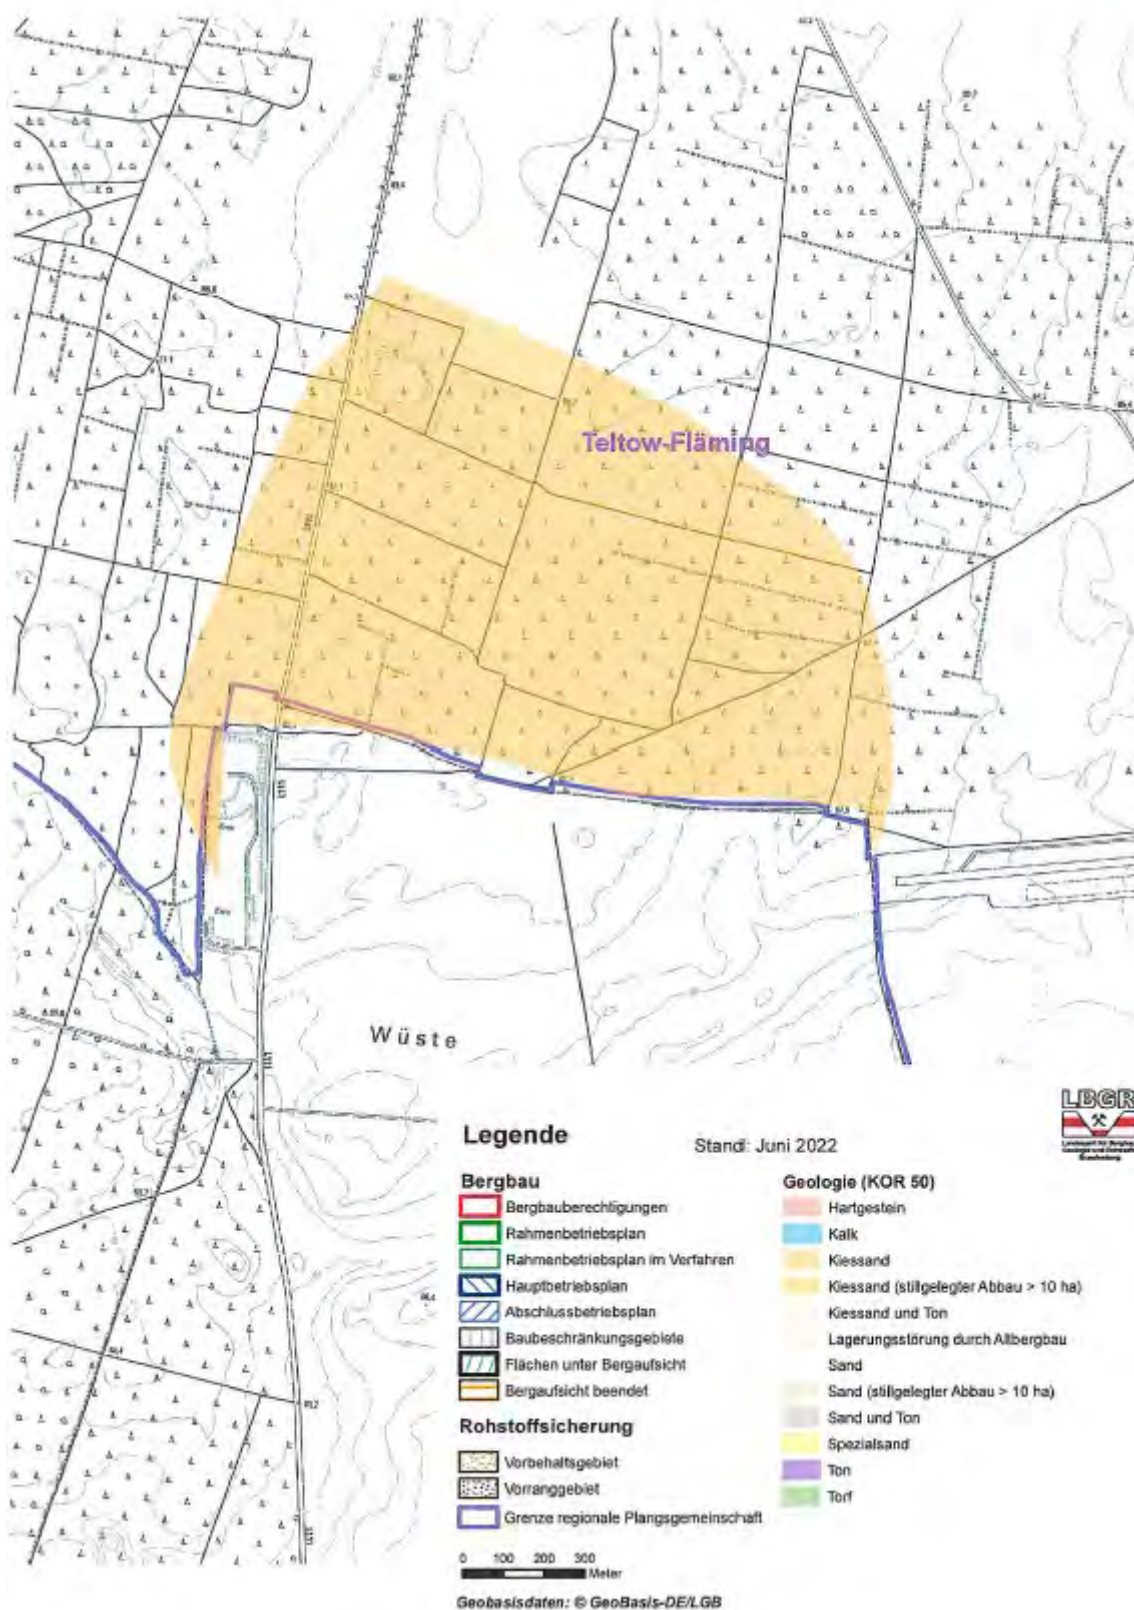 Teltow-Fläming
Wüste
Legende
Stand: Juni 2022
LBGR
Bergbau
Bergbauberechtigungen
Rahmenbetriebsplan
Rahmenbetriebsplan im Verfahren
Hauptbetriebsplan
Abschlussbetriebsplan
Baubeschränkungsgebiete
Flächen unter Bergaufsicht
Bergaufsicht beendet
Rohstoffsicherung
Vorbehaltsgebiet
Vorranggebiet
Grenze regionale Plangsgemeinschaft
Geologie (KOR 50)
Hartgestein
Kalk
Kiessand
Kiessand (stillgelegter Abbau > 10 ha)
Kiessand und Ton
Lagerungsstörung durch Altbergbau
Sand
Sand (stillgelegter Abbau > 10 ha)
Sand und Ton
Spezialsand
Ton
Torf
0 100 200 300
Meter
Geobasisdaten: © GeoBasis-DE/LGB